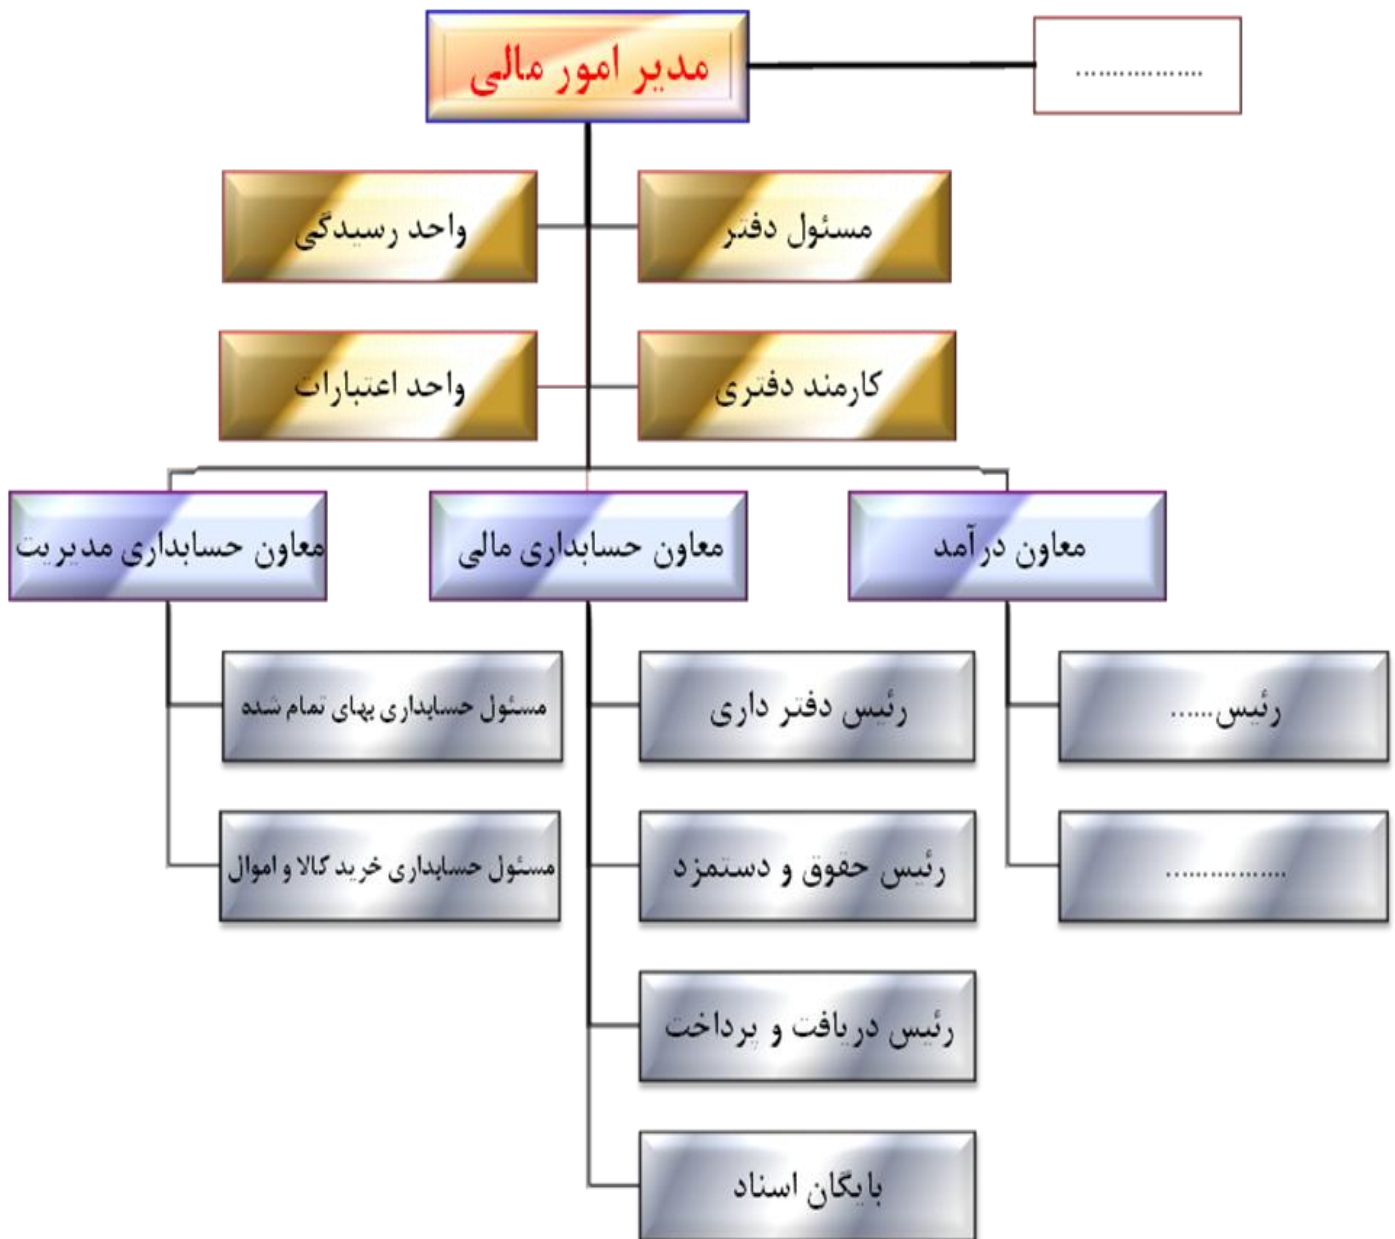 مدیر امور مالی
..................
مسئول دفتر
واحد رسیدگی
کارمند دفتری
واحد اعتبارات
معاون درآمد
معاون حسابداری مالی
معاون حسابداری مدیریت
رئیس......
رئیس دفتر داری
مسئول حسابداری بهای تمام شده
.................
رئیس حقوق و دستمزد
مسئول حسابداری خرید کالا و اموال
رئیس دریافت و پرداخت
بایگان اسناد